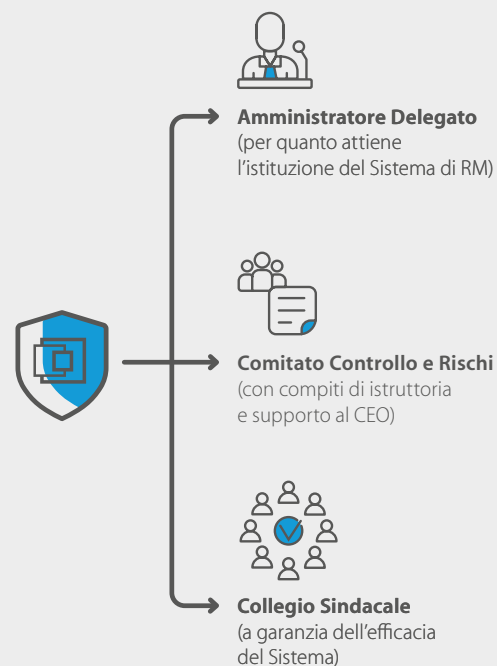 Amministratore Delegato
(per quanto attiene
l'istituzione del Sistema di RM)
Comitato Controllo e Rischi
(con compiti di istruttoria
e supporto al CEO)
Collegio Sindacale
(a garanzia dell'efficacia
del Sistema)